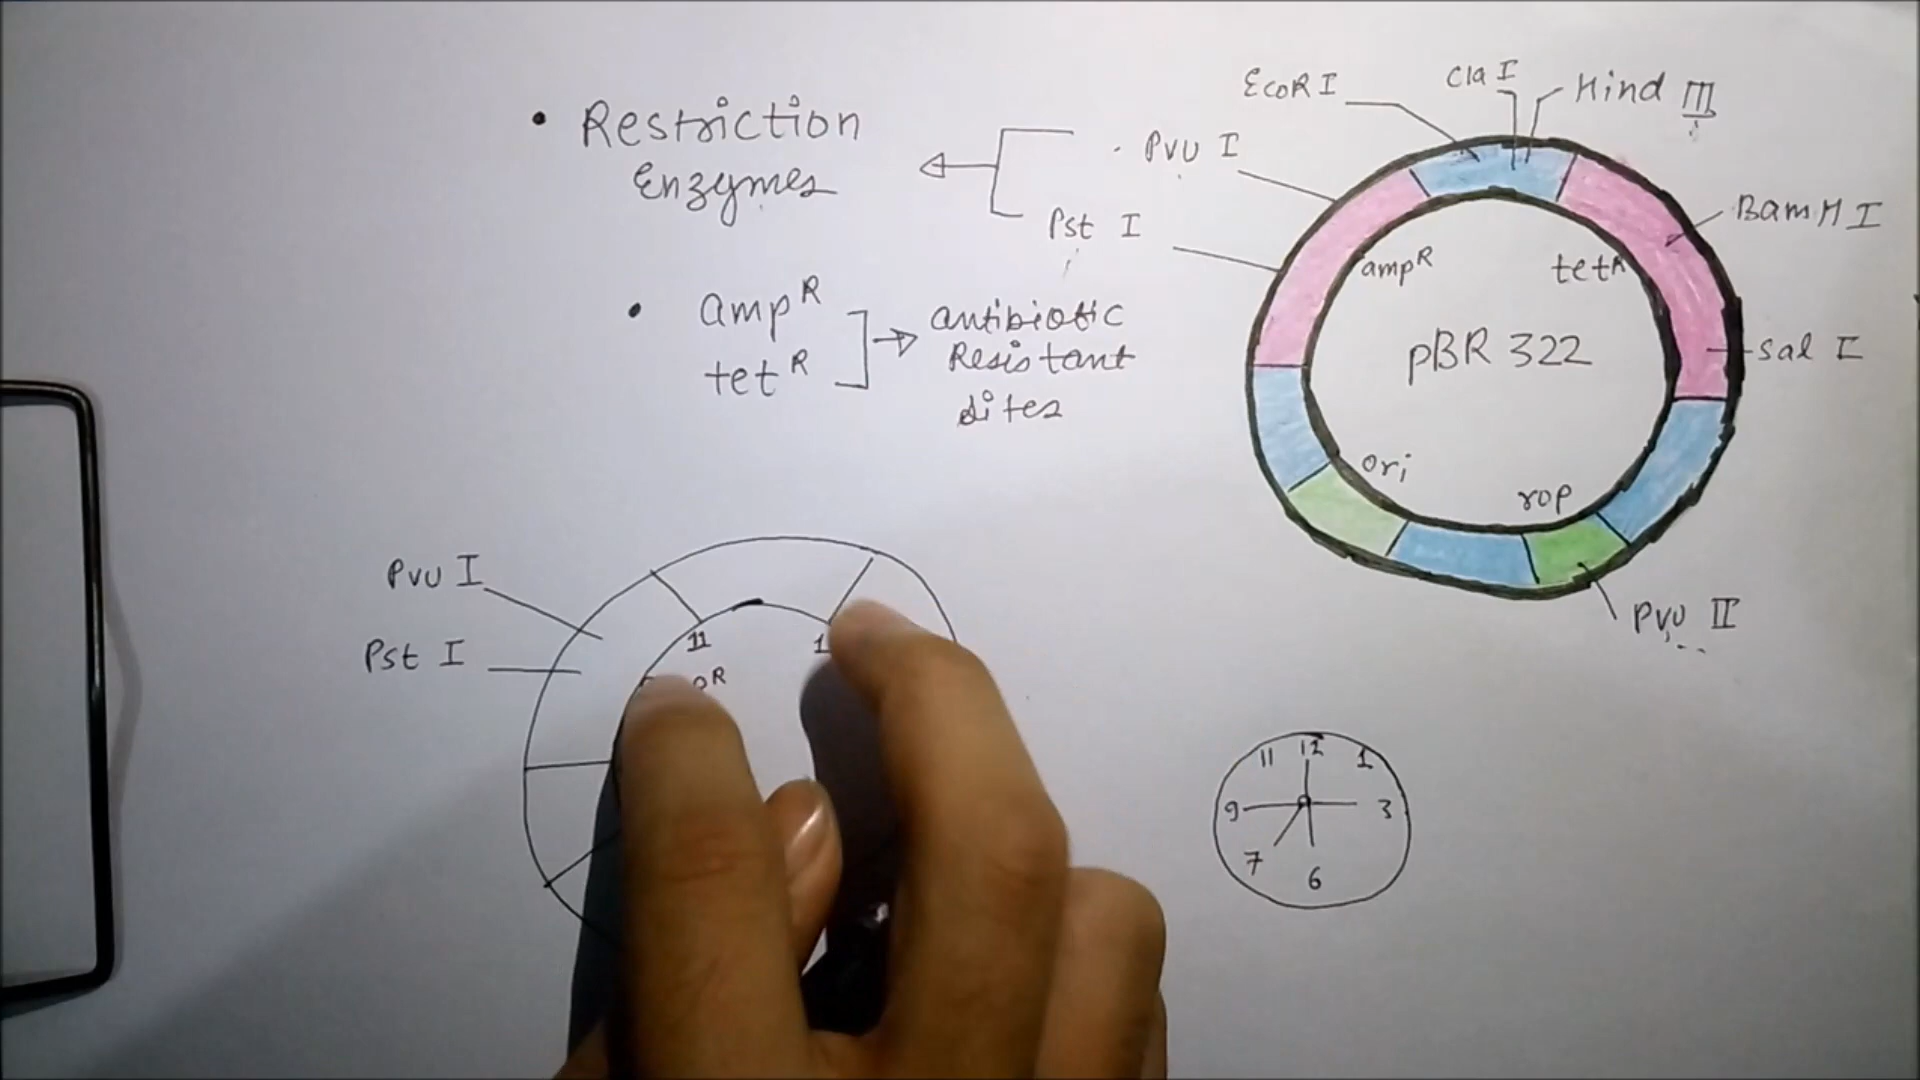 • Restriction
Enzymes
• amp R
tet R
antibiotic
Resistant
sites
EcoR I
Cla I
Hind III
Pvu I
Pst I
BamH I
Sal I
amp R
tet R
pBR 322
ori
rop
Pvu II
Pvu I
Pst I
11
1
R
11 12 1
9 3
7
6